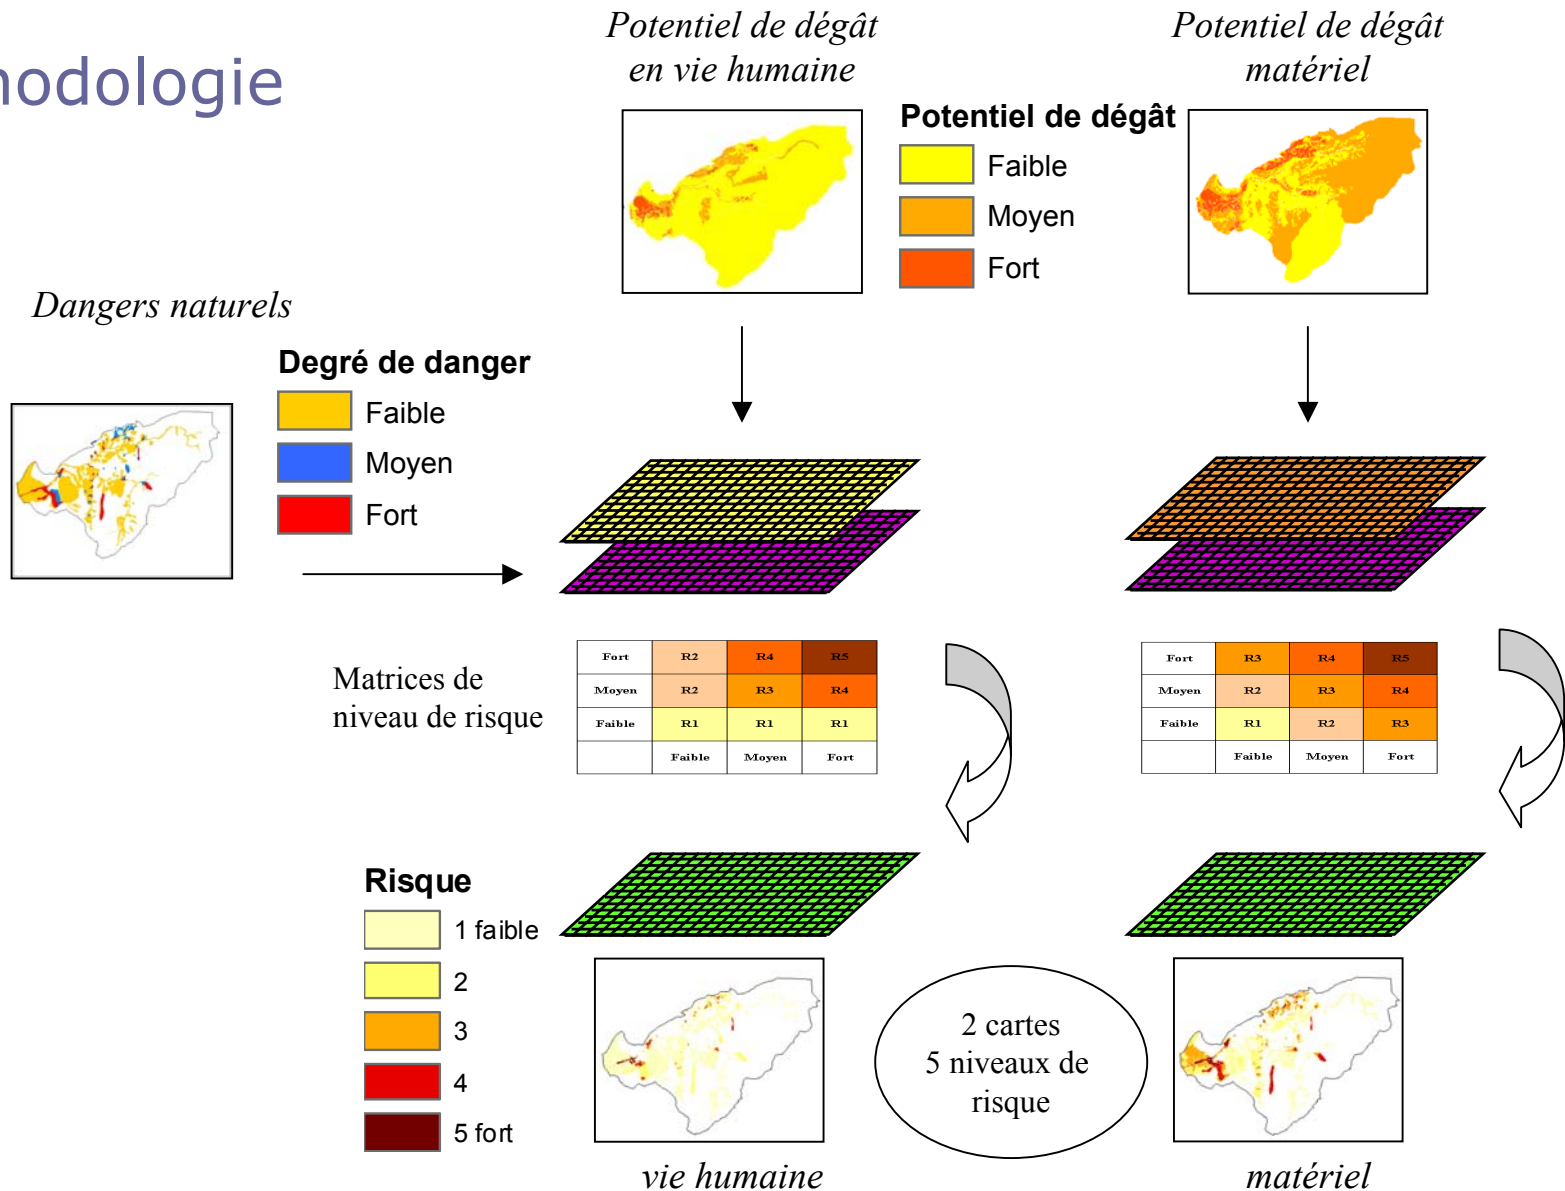 hodologie
Potentiel de dégât
en vie humaine
Potentiel de dégât
matériel
Potentiel de dégât
Faible
Moyen
Fort
Dangers naturels
Degré de danger
Faible
Moyen
Fort
Matrices de
niveau de risque
Fort R2 R4 R5
Moyen R2 R3 R4
Faible R1 R1 R1
Faible Moyen Fort
Fort R3 R4 R5
Moyen R2 R3 R4
Faible R1 R2 R3
Faible Moyen Fort
Risque
1 faible
2
3
4
5 fort
2 cartes
5 niveaux de
risque
vie humaine
matériel